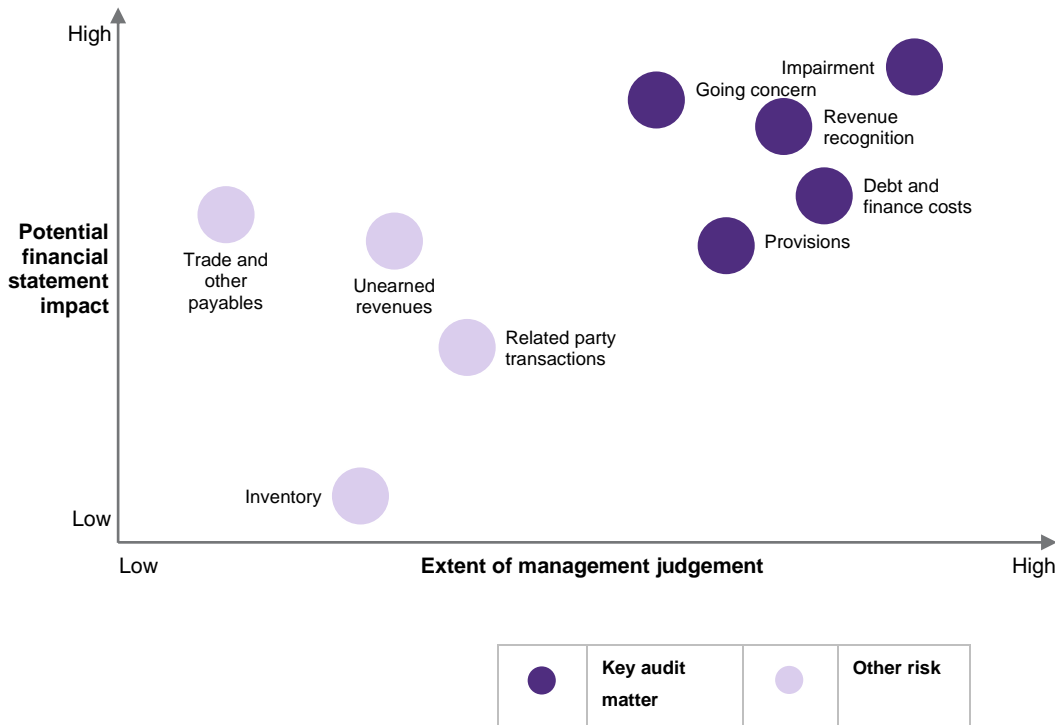 High
Impairment
Going concern
Revenue
recognition
Debt and
finance costs
Provisions
Potential
financial
statement
impact
Trade and
other
payables
Unearned
revenues
Related party
transactions
Inventory
Low
Low
Extent of management judgement
High
Key audit
matter
Other risk